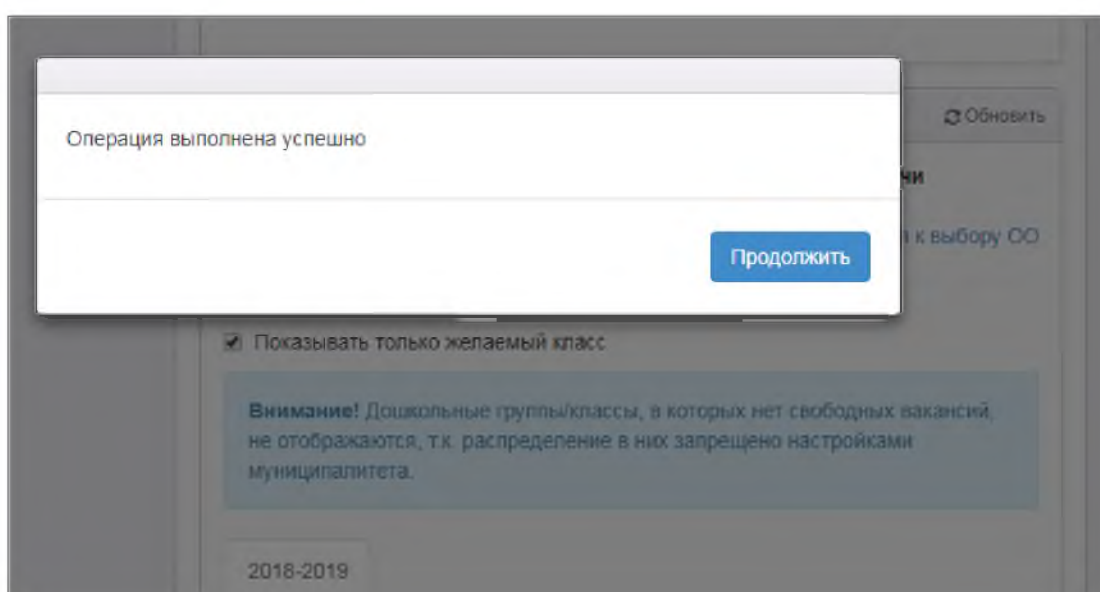 Обновить
Операция выполнена успешно
чи
к выбору ОО
Продолжить
Показывать только желаемый класс
Внимание! Дошкольные группы/классы, в которых нет свободных вакансий,
не отображаются, т.к. распределение в них запрещено настройками
муниципалитета.
2018-2019